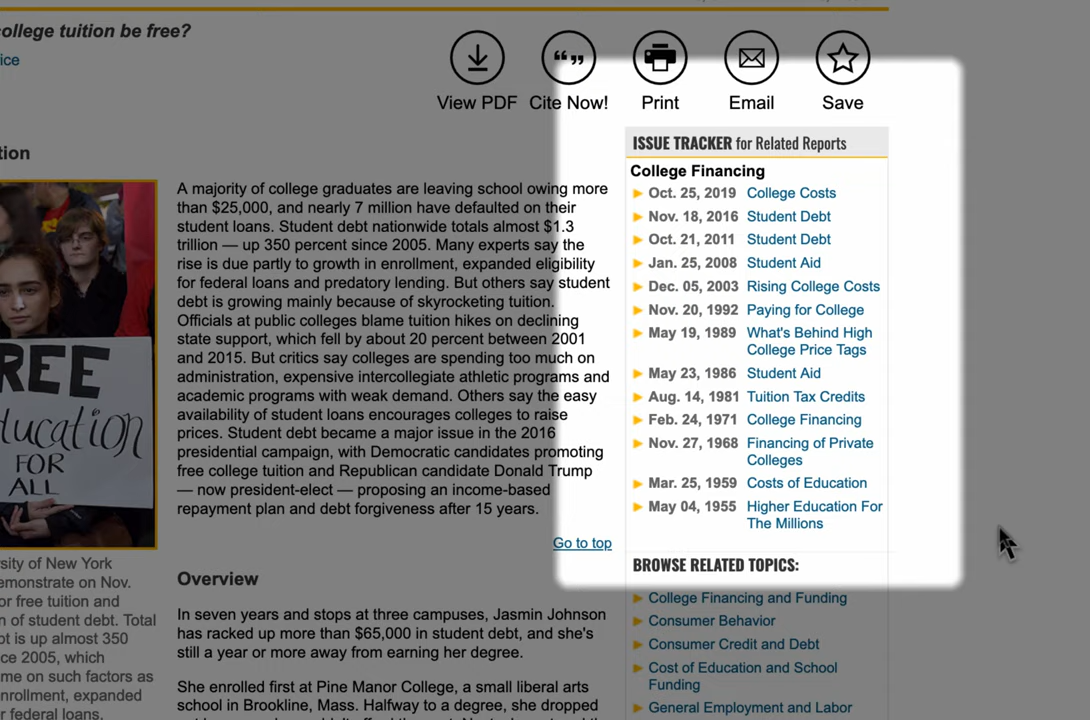 ollege tuition be free?
ice
View PDF
“ ”
Cite Now!
Print
Email
Save
tion
REE
ducation
FOR
ALL
rsity of New York
emonstrate on Nov.
or free tuition and
n of student debt. Total
bt is up almost 350
ce 2005, which
me on such factors as
nrollment, expanded
r federal loans.
A majority of college graduates are leaving school owing more
than $25,000, and nearly 7 million have defaulted on their
student loans. Student debt nationwide totals almost $1.3
trillion — up 350 percent since 2005. Many experts say the
rise is due partly to growth in enrollment, expanded eligibility
for federal loans and predatory lending. But others say student
debt is growing mainly because of skyrocketing tuition.
Officials at public colleges blame tuition hikes on declining
state support, which fell by about 20 percent between 2001
and 2015. But critics say colleges are spending too much on
administration, expensive intercollegiate athletic programs and
academic programs with weak demand. Others say the easy
availability of student loans encourages colleges to raise
prices. Student debt became a major issue in the 2016
presidential campaign, with Democratic candidates promoting
free college tuition and Republican candidate Donald Trump
— now president-elect — proposing an income-based
repayment plan and debt forgiveness after 15 years.
Go to top
Overview
In seven years and stops at three campuses, Jasmin Johnson
has racked up more than $65,000 in student debt, and she's
still a year or more away from earning her degree.
She enrolled first at Pine Manor College, a small liberal arts
school in Brookline, Mass. Halfway to a degree, she dropped
ISSUE TRACKER for Related Reports
College Financing
Oct. 25, 2019 College Costs
Nov. 18, 2016 Student Debt
Oct. 21, 2011 Student Debt
Jan. 25, 2008 Student Aid
Dec. 05, 2003 Rising College Costs
Nov. 20, 1992 Paying for College
May 19, 1989 What's Behind High
College Price Tags
May 23, 1986 Student Aid
Aug. 14, 1981 Tuition Tax Credits
Feb. 24, 1971 College Financing
Nov. 27, 1968 Financing of Private
Colleges
Mar. 25, 1959 Costs of Education
May 04, 1955 Higher Education For
The Millions
BROWSE RELATED TOPICS:
College Financing and Funding
Consumer Behavior
Consumer Credit and Debt
Cost of Education and School
Funding
General Employment and Labor